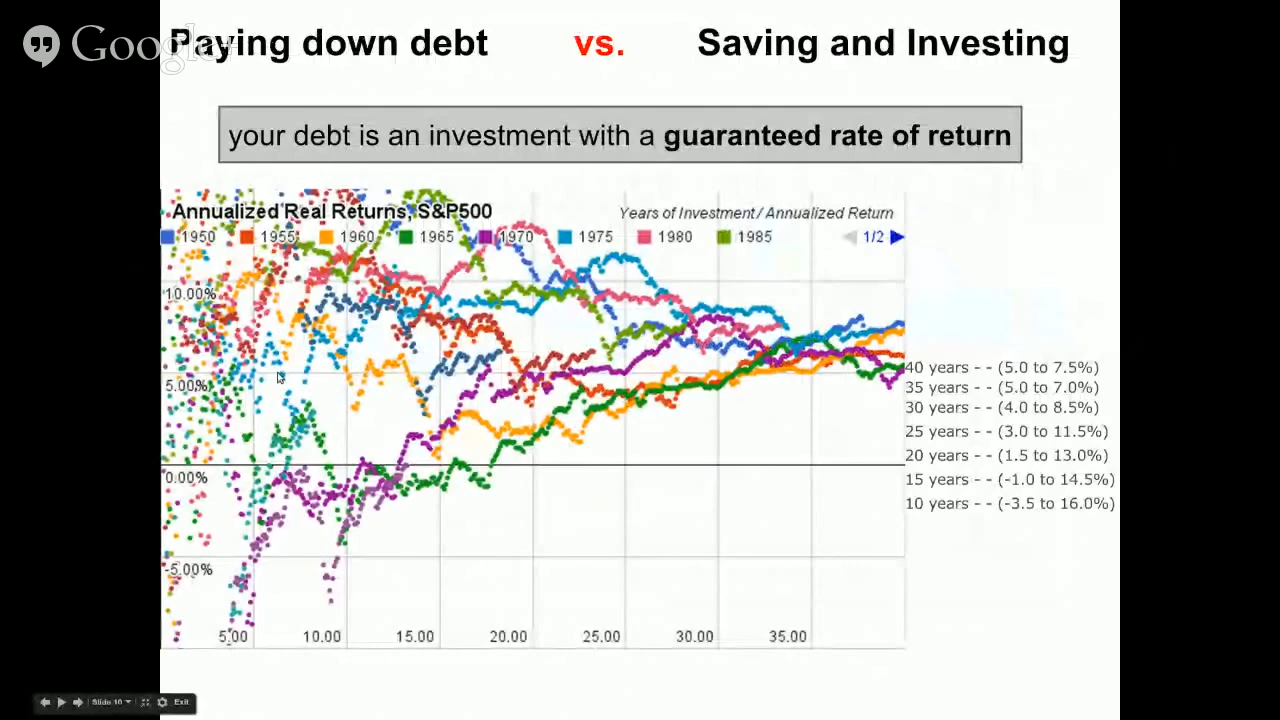 Google+
Paying down debt vs. Saving and Investing
your debt is an investment with a guaranteed rate of return
Annualized Real Returns, S&P500
Years of Investment / Annualized Return
1950 1955 1960 1965 1970 1975 1980 1985 1/2
10.00%
5.00%
0.00%
-5.00%
5.00 10.00 15.00 20.00 25.00 30.00 35.00
40 years - - (5.0 to 7.5%)
35 years - - (5.0 to 7.0%)
30 years - - (4.0 to 8.5%)
25 years - - (3.0 to 11.5%)
20 years - - (1.5 to 13.0%)
15 years - - (-1.0 to 14.5%)
10 years - - (-3.5 to 16.0%)
Slide 10 Exit